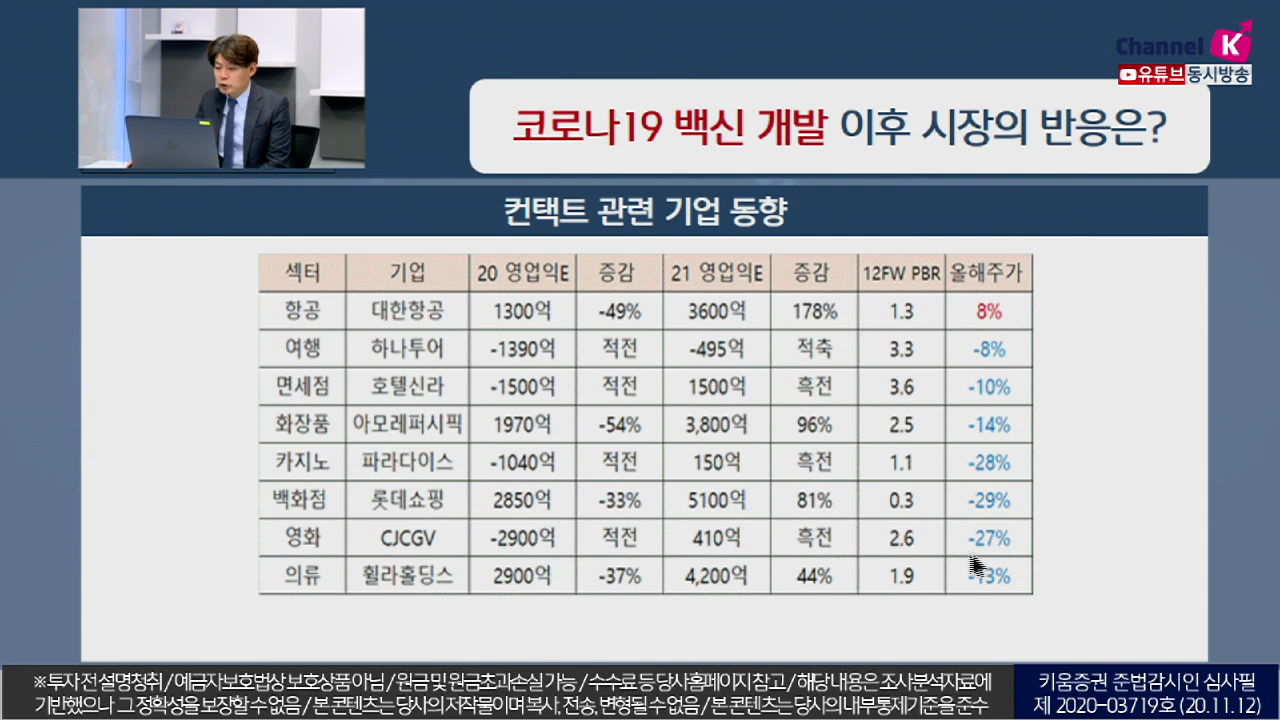 Channel K
유튜브 동시방송
코로나19 백신 개발 이후 시장의 반응은?
컨택트 관련 기업 동향
섹터 기업 20 영업익E 증감 21 영업익E 증감 12FW PBR 올해주가
항공 대한항공 1300억 -49% 3600억 178% 1.3 8%
여행 하나투어 -1390억 적전 -495억 적축 3.3 -8%
면세점 호텔신라 -1500억 적전 1500억 흑전 3.6 -10%
화장품 아모레퍼시픽 1970억 -54% 3,800억 96% 2.5 -14%
카지노 파라다이스 -1040억 적전 150억 흑전 1.1 -28%
백화점 롯데쇼핑 2850억 -33% 5100억 81% 0.3 -29%
영화 CJCGV -2900억 적전 410억 흑전 2.6 -27%
의류 휠라홀딩스 2900억 -37% 4,200억 44% 1.9 -13%
※ 투자 전 설명청취 / 예금자보호법상 보호상품 아님 / 원금 및 원금초과손실 가능 / 수수료 등 당사홈페이지 참고 / 해당 내용은 조사분석자료에
기반했으나 그 정확성을 보장할 수 없음 / 본 콘텐츠는 당사의 저작물이며 복사, 전송, 변형될 수 없음 / 본 콘텐츠는 당사의 내부통제기준을 준수
키움증권 준법감시인 심사필
제 2020-03719호 (20.11.12)